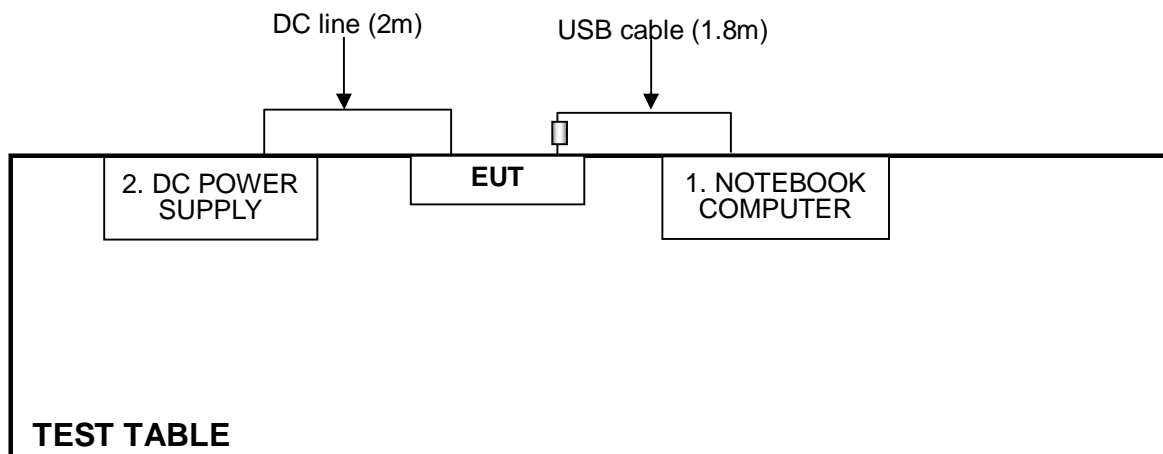 DC line (2m)
USB cable (1.8m)
2. DC POWER
SUPPLY
EUT
1. NOTEBOOK
COMPUTER
TEST TABLE